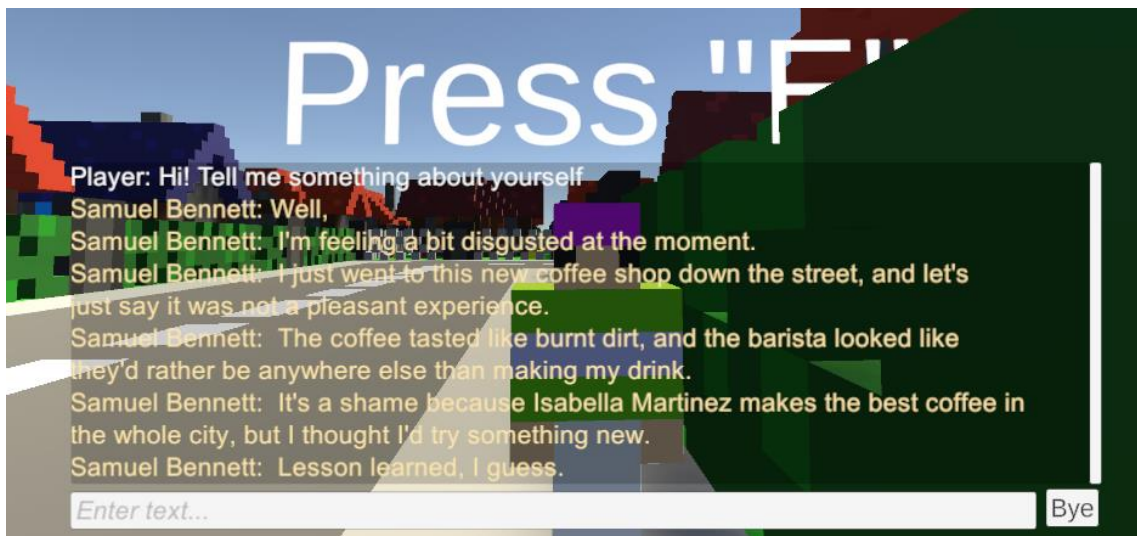 Press "E"
Player: Hi! Tell me something about yourself
Samuel Bennett: Well,
Samuel Bennett:  I'm feeling a bit disgusted at the moment.
Samuel Bennett:  I just went to this new coffee shop down the street, and let's
just say it was not a pleasant experience.
Samuel Bennett:  The coffee tasted like burnt dirt, and the barista looked like
they'd rather be anywhere else than making my drink.
Samuel Bennett:  It's a shame because Isabella Martinez makes the best coffee in
the whole city, but I thought I'd try something new.
Samuel Bennett:  Lesson learned, I guess.
Enter text...
Bye